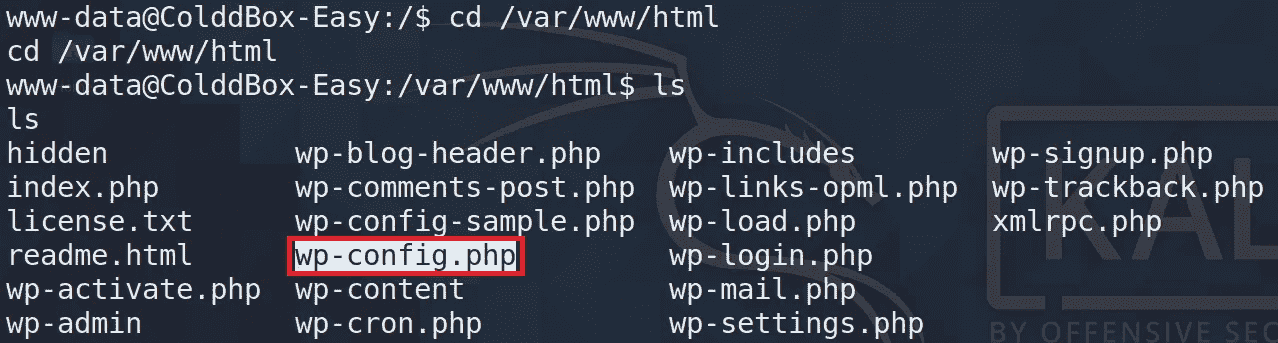 www-data@ColddBox-Easy:/$ cd /var/www/html
cd /var/www/html
www-data@ColddBox-Easy:/var/www/html$ ls
ls
hidden wp-blog-header.php wp-includes wp-signup.php
index.php wp-comments-post.php wp-links-opml.php wp-trackback.php
license.txt wp-config-sample.php wp-load.php xmlrpc.php
readme.html wp-config.php wp-login.php
wp-activate.php wp-content wp-mail.php
wp-admin wp-cron.php wp-settings.php
KAL
BY OFFENSIVE SEC